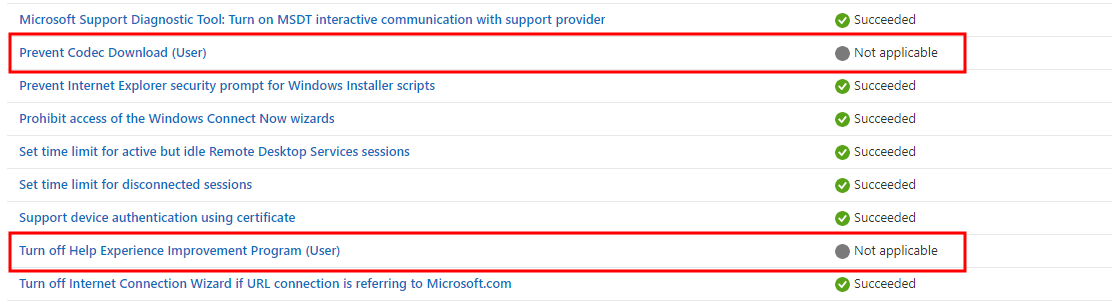 Microsoft Support Diagnostic Tool: Turn on MSDT interactive communication with support provider Succeeded
Prevent Codec Download (User) Not applicable
Prevent Internet Explorer security prompt for Windows Installer scripts Succeeded
Prohibit access of the Windows Connect Now wizards Succeeded
Set time limit for active but idle Remote Desktop Services sessions Succeeded
Set time limit for disconnected sessions Succeeded
Support device authentication using certificate Succeeded
Turn off Help Experience Improvement Program (User) Not applicable
Turn off Internet Connection Wizard if URL connection is referring to Microsoft.com Succeeded